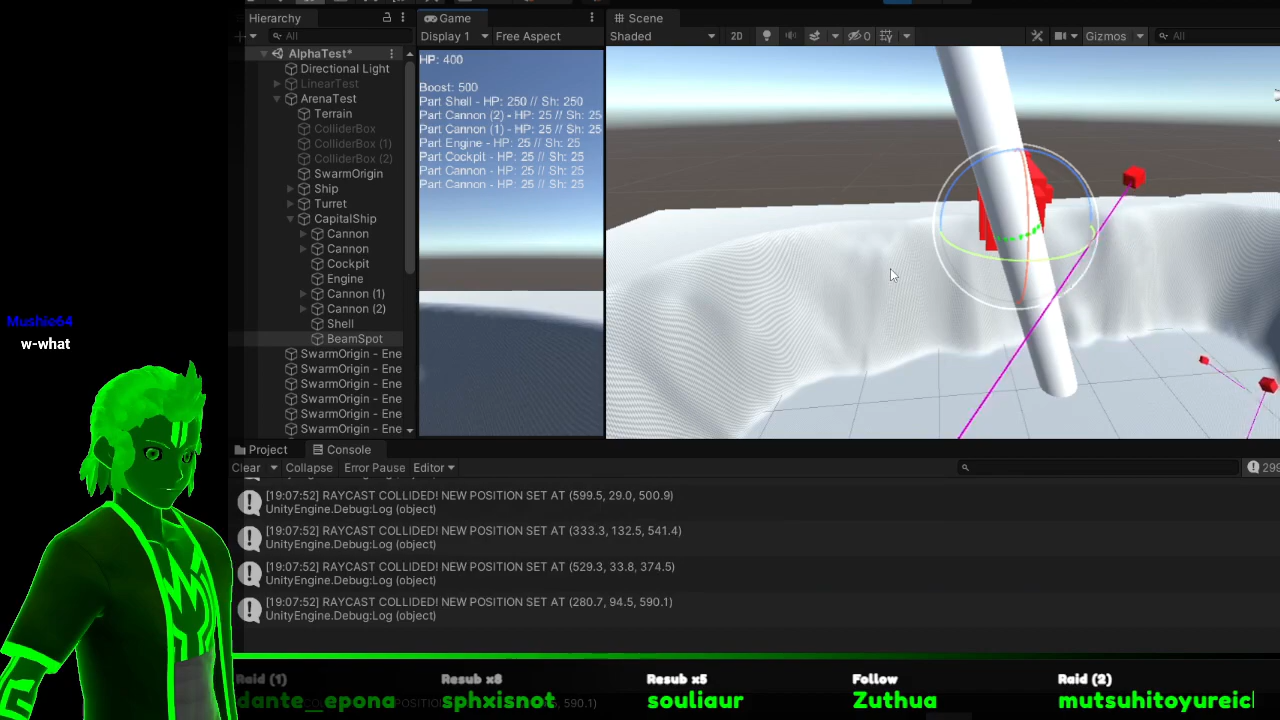 Hierarchy
Game
Scene
All
Display 1
Free Aspect
Shaded
2D
0
Gizmos
All
AlphaTest*
Directional Light
LinearTest
ArenaTest
Terrain
ColliderBox
ColliderBox (1)
ColliderBox (2)
SwarmOrigin
Ship
Turret
CapitalShip
Cannon
Cannon
Cockpit
Engine
Cannon (1)
Cannon (2)
Shell
BeamSpot
SwarmOrigin - Ene
SwarmOrigin - Ene
SwarmOrigin - Ene
SwarmOrigin - Ene
SwarmOrigin - Ene
SwarmOrigin - Ene
HP: 400
Boost: 500
Part Shell - HP: 250 // Sh: 250
Part Cannon (2) - HP: 25 // Sh: 25
Part Cannon (1) - HP: 25 // Sh: 25
Part Engine - HP: 25 // Sh: 25
Part Cockpit - HP: 25 // Sh: 25
Part Cannon - HP: 25 // Sh: 25
Part Cannon - HP: 25 // Sh: 25
Mushie64
w-what
Project
Console
Clear
Collapse
Error Pause
Editor
299
[19:07:52] RAYCAST COLLIDED! NEW POSITION SET AT (599.5, 29.0, 500.9)
UnityEngine.Debug:Log (object)
[19:07:52] RAYCAST COLLIDED! NEW POSITION SET AT (333.3, 132.5, 541.4)
UnityEngine.Debug:Log (object)
[19:07:52] RAYCAST COLLIDED! NEW POSITION SET AT (529.3, 33.8, 374.5)
UnityEngine.Debug:Log (object)
[19:07:52] RAYCAST COLLIDED! NEW POSITION SET AT (280.7, 94.5, 590.1)
UnityEngine.Debug:Log (object)
Raid (1)
dante_epona
Resub x8
sphxisnot
Resub x5
souliaur
Follow
Zuthua
Raid (2)
mutsuhitoyureic